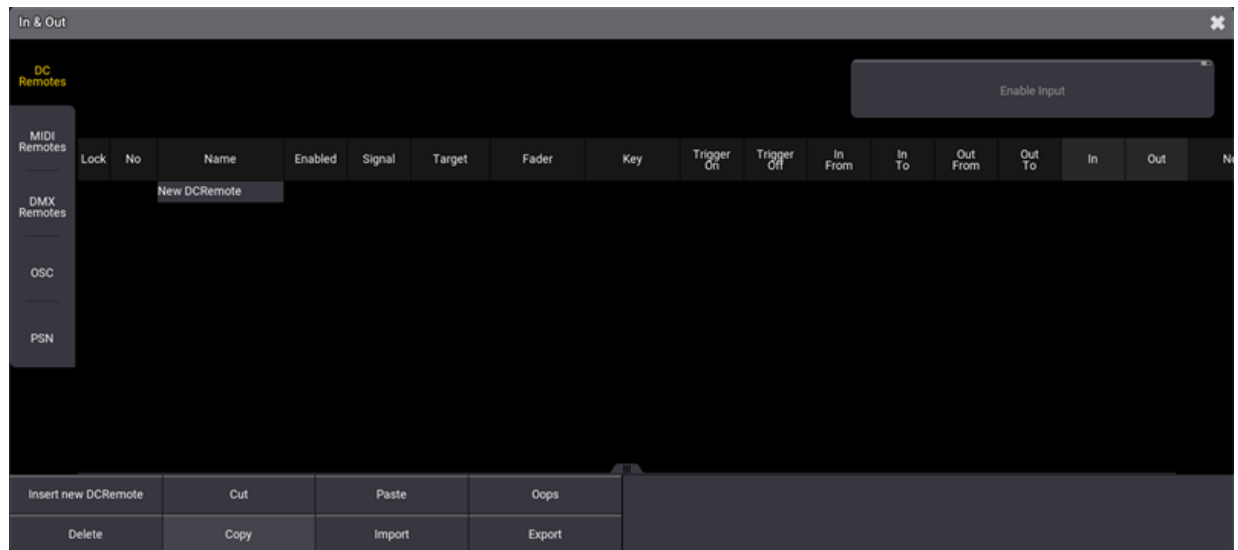 In & Out
DC
Remotes
Enable Input
MIDI
Remotes
Lock No Name Enabled Signal Target Fader Key Trigger On Trigger Off In From In To Out From Out To In Out
New DCRemote
DMX
Remotes
OSC
PSN
Insert new DCRemote Cut Paste Oops
Delete Copy Import Export